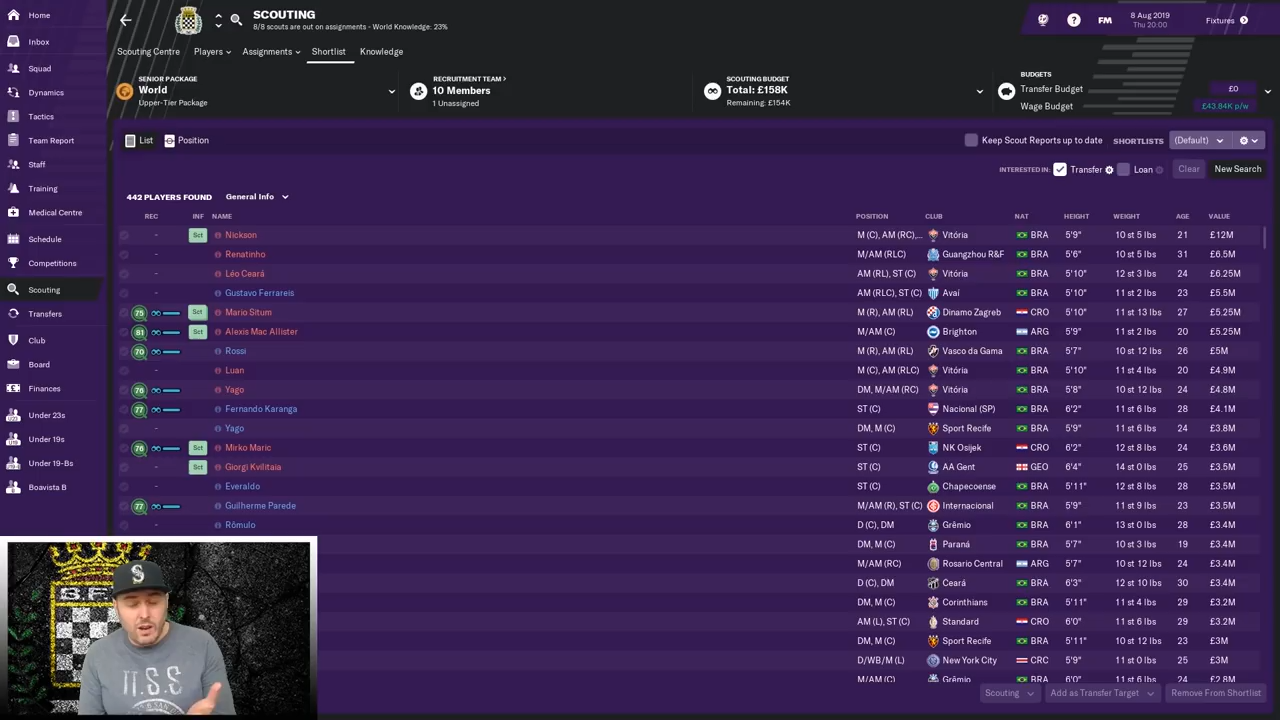 Home
Inbox
Squad
Dynamics
Tactics
Team Report
Staff
Training
Medical Centre
Schedule
Competitions
Scouting
Transfers
Club
Board
Finances
Under 23s
Under 19s
Under 19-Bs
Boavista B
SCOUTING
8/8 scouts are out on assignments - World Knowledge: 23%
FM
8 Aug 2019
Thu 20:00
Fixtures
Scouting Centre Players Assignments Shortlist Knowledge
SENIOR PACKAGE
World
Upper-Tier Package
RECRUITMENT TEAM >
10 Members
1 Unassigned
SCOUTING BUDGET
Total: £158K
Remaining: £154K
BUDGETS
Transfer Budget £0
Wage Budget £43.84K p/w
List Position
Keep Scout Reports up to date SHORTLISTS (Default)
INTERESTED IN: Transfer Loan Clear New Search
442 PLAYERS FOUND General Info
REC INF NAME POSITION CLUB NAT HEIGHT WEIGHT AGE VALUE
- Sct Nickson M (C), AM (RC),... Vitória BRA 5'9" 10 st 5 lbs 21 £12M
- Renatinho M/AM (RLC) Guangzhou R&F BRA 5'6" 10 st 5 lbs 31 £6.5M
- Léo Ceará AM (RL), ST (C) Vitória BRA 5'10" 12 st 3 lbs 24 £6.25M
- Gustavo Ferrareis AM (RLC), ST (C) Avaí BRA 5'10" 11 st 2 lbs 23 £5.5M
75 Sct Mario Situm M (R), AM (RL) Dinamo Zagreb CRO 5'10" 11 st 13 lbs 27 £5.25M
81 Sct Alexis Mac Allister M/AM (C) Brighton ARG 5'9" 11 st 2 lbs 20 £5.25M
70 Rossi M (R), AM (RL) Vasco da Gama BRA 5'7" 10 st 12 lbs 26 £5M
- Luan M (C), AM (RLC) Vitória BRA 5'10" 11 st 4 lbs 20 £4.9M
76 Yago DM, M/AM (RC) Vitória BRA 5'8" 10 st 12 lbs 24 £4.8M
77 Fernando Karanga ST (C) Nacional (SP) BRA 6'2" 11 st 6 lbs 28 £4.1M
- Yago DM, M (C) Sport Recife BRA 5'9" 11 st 6 lbs 24 £3.8M
76 Sct Mirko Maric ST (C) NK Osijek CRO 6'2" 12 st 8 lbs 24 £3.6M
- Sct Giorgi Kvilitaia ST (C) AA Gent GEO 6'4" 14 st 0 lbs 25 £3.5M
- Everaldo ST (C) Chapecoense BRA 5'11" 12 st 8 lbs 28 £3.5M
77 Guilherme Parede M/AM (R), ST (C) Internacional BRA 5'9" 11 st 9 lbs 23 £3.5M
- Rômulo D (C), DM Grêmio BRA 6'1" 13 st 0 lbs 28 £3.4M
DM, M (C) Paraná BRA 5'7" 10 st 3 lbs 19 £3.4M
M/AM (RC) Rosario Central ARG 5'7" 10 st 12 lbs 24 £3.4M
D (C), DM Ceará BRA 6'3" 12 st 10 lbs 30 £3.4M
DM, M (C) Corinthians BRA 5'11" 11 st 4 lbs 29 £3.2M
AM (L), ST (C) Standard CRO 6'0" 11 st 6 lbs 29 £3.2M
DM, M (C) Sport Recife BRA 5'11" 10 st 12 lbs 23 £3M
D/WB/M (L) New York City CRC 5'9" 11 st 0 lbs 25 £3M
M/AM (C) Grêmio BRA 6'0" 11 st 6 lbs 24 £2.8M
Scouting Add as Transfer Target Remove From Shortlist